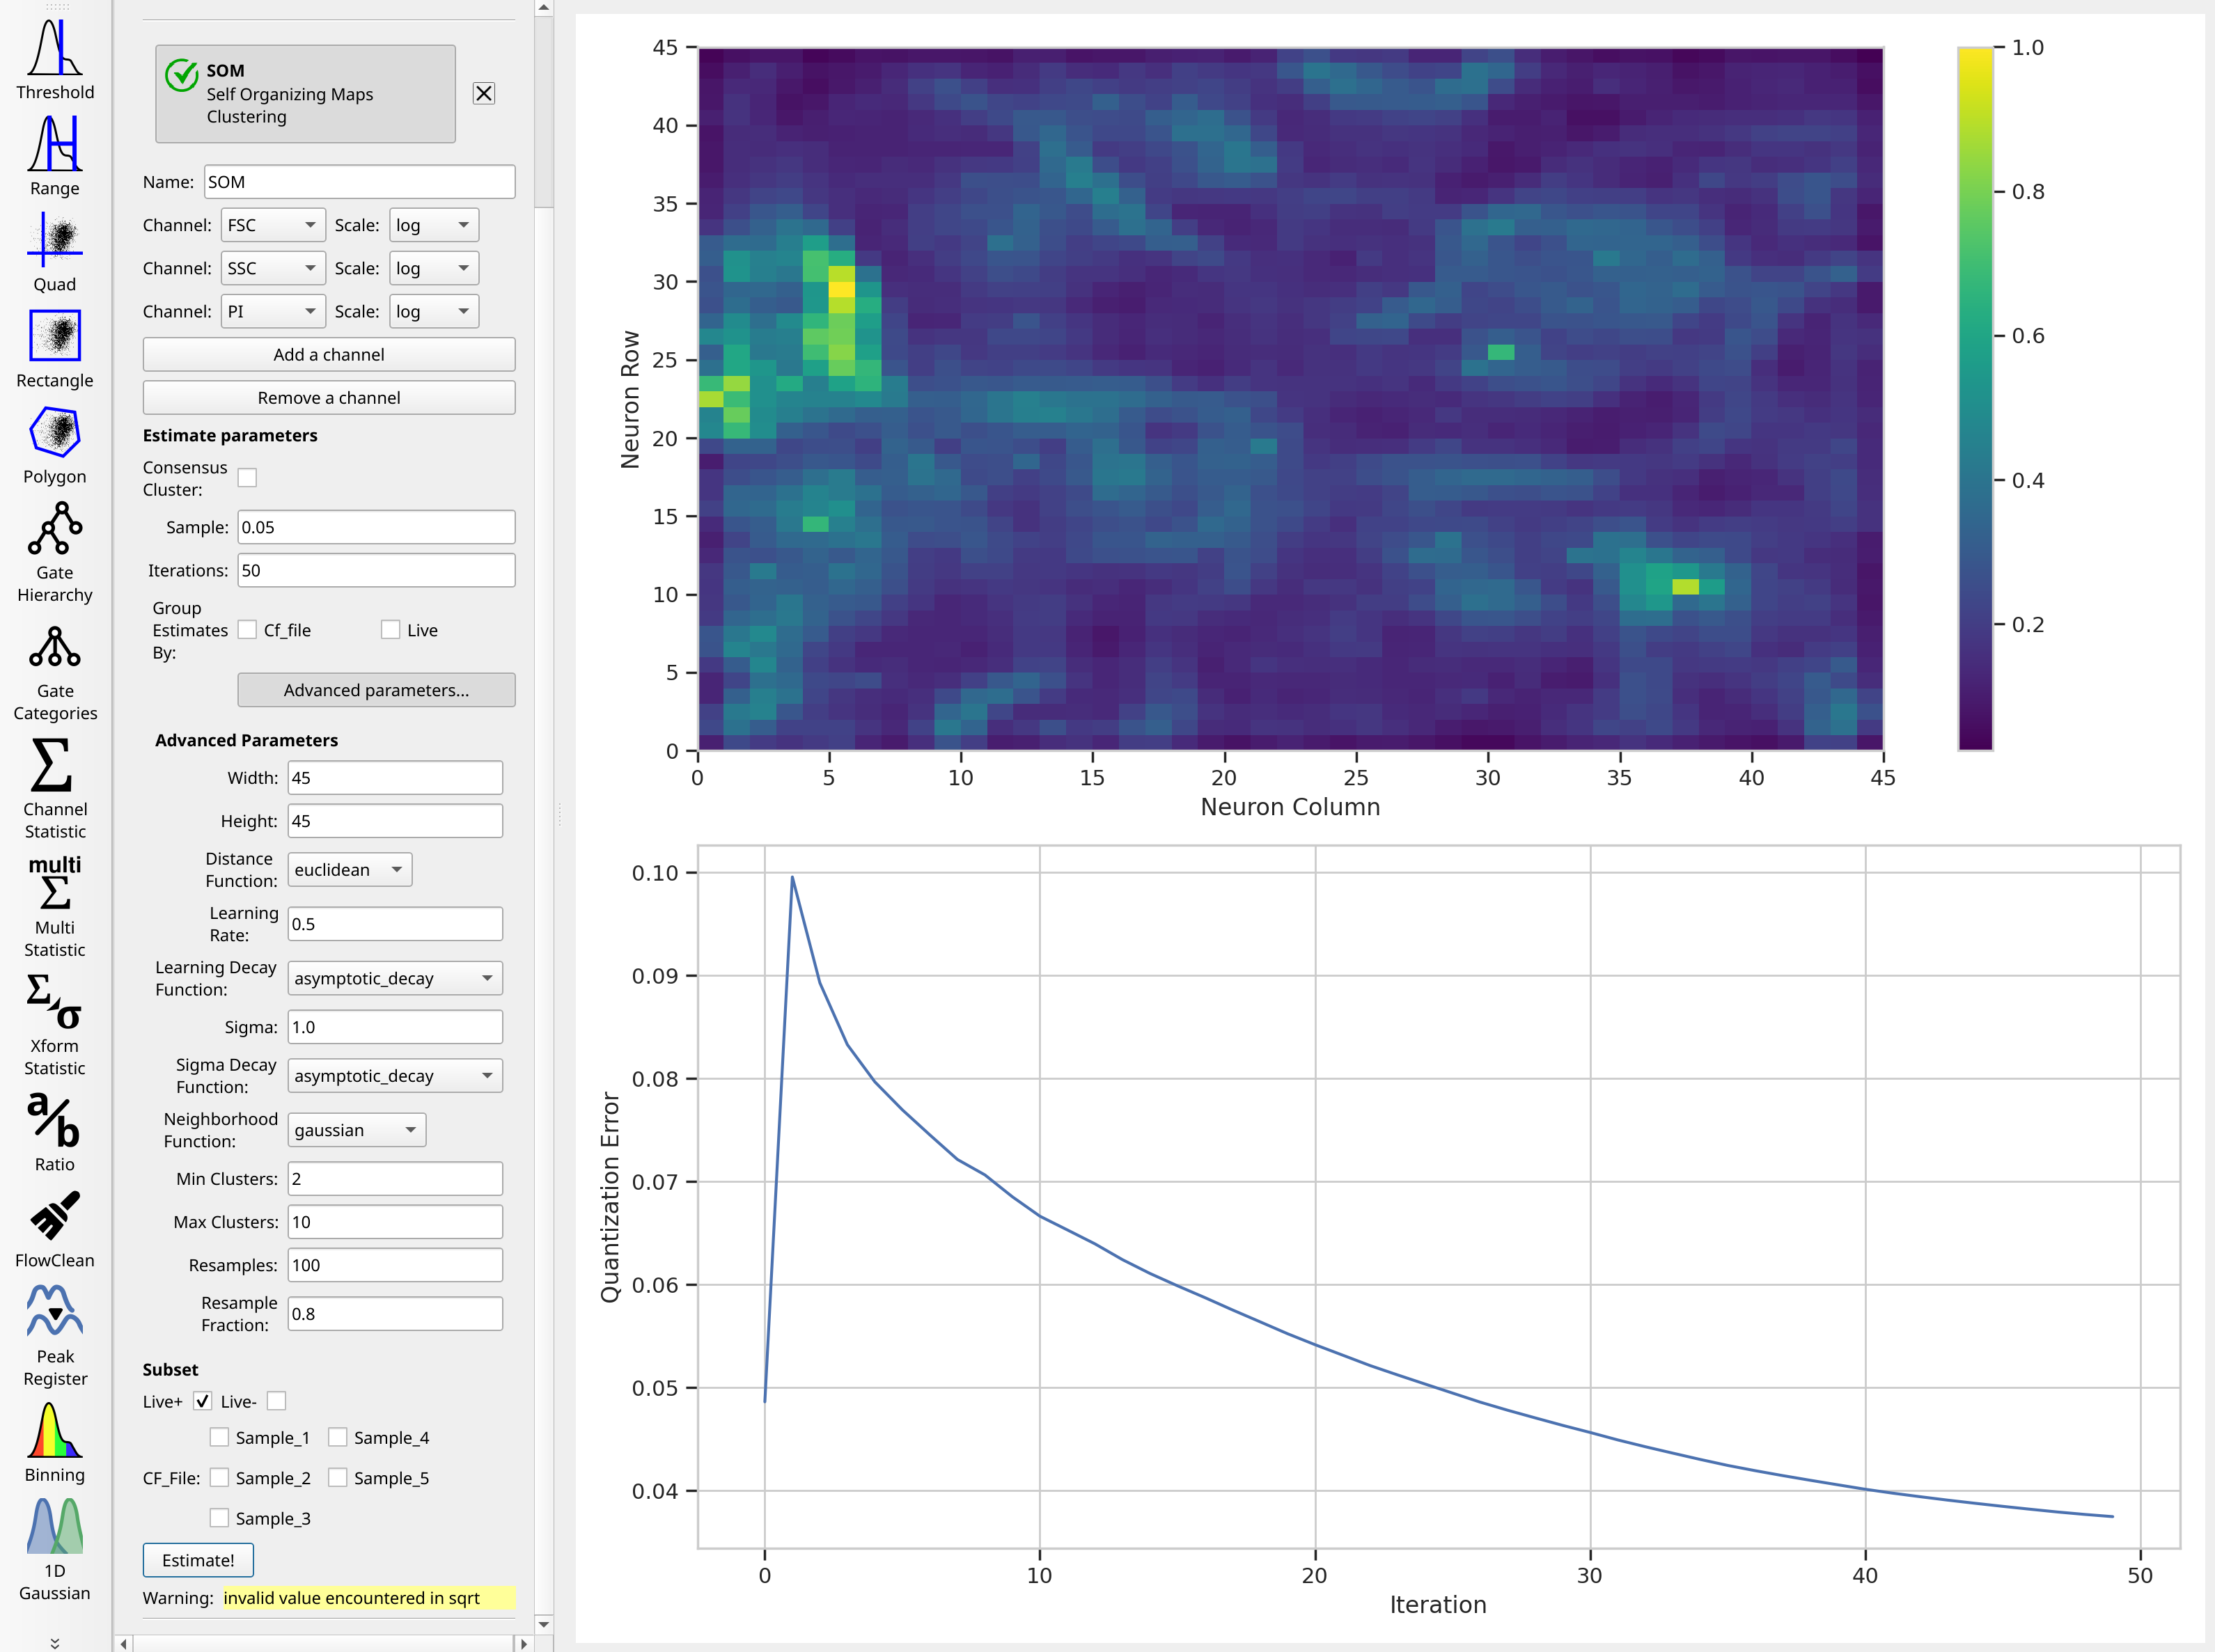 Threshold
Range
Quad
Rectangle
Polygon
Gate
Hierarchy
Gate
Categories
Σ
Channel
Statistic
multi
Σ
Multi
Statistic
Σ
σ
Xform
Statistic
a/b
Ratio
FlowClean
Peak
Register
Binning
1D
Gaussian
SOM
Self Organizing Maps
Clustering
Name: SOM
Channel: FSC Scale: log
Channel: SSC Scale: log
Channel: PI Scale: log
Add a channel
Remove a channel
Estimate parameters
Consensus
Cluster:
Sample: 0.05
Iterations: 50
Group
Estimates
By:
Cf_file Live
Advanced parameters...
Advanced Parameters
Width: 45
Height: 45
Distance
Function:
euclidean
Learning
Rate:
0.5
Learning Decay
Function:
asymptotic_decay
Sigma: 1.0
Sigma Decay
Function:
asymptotic_decay
Neighborhood
Function:
gaussian
Min Clusters: 2
Max Clusters: 10
Resamples: 100
Resample
Fraction:
0.8
Subset
Live+ Live-
Sample_1 Sample_4
CF_File: Sample_2 Sample_5
Sample_3
Estimate!
Warning: invalid value encountered in sqrt
Neuron Row
45
40
35
30
25
20
15
10
5
0
0 5 10 15 20 25 30 35 40 45
Neuron Column
1.0
0.8
0.6
0.4
0.2
Quantization Error
0.10
0.09
0.08
0.07
0.06
0.05
0.04
0 10 20 30 40 50
Iteration